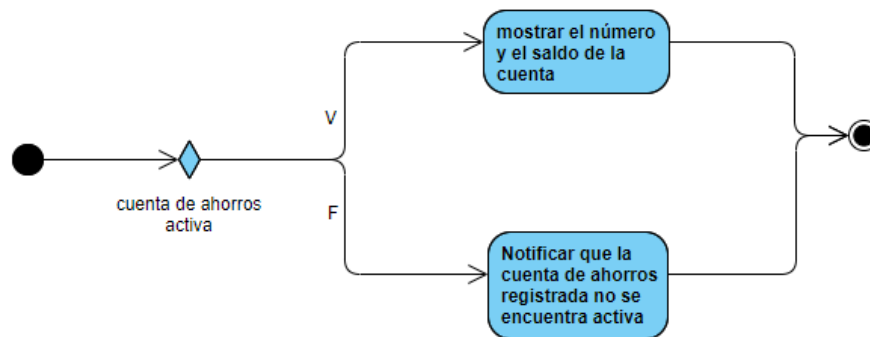 mostrar el número
y el saldo de la
cuenta
V
cuenta de ahorros
activa
F
Notificar que la
cuenta de ahorros
registrada no se
encuentra activa